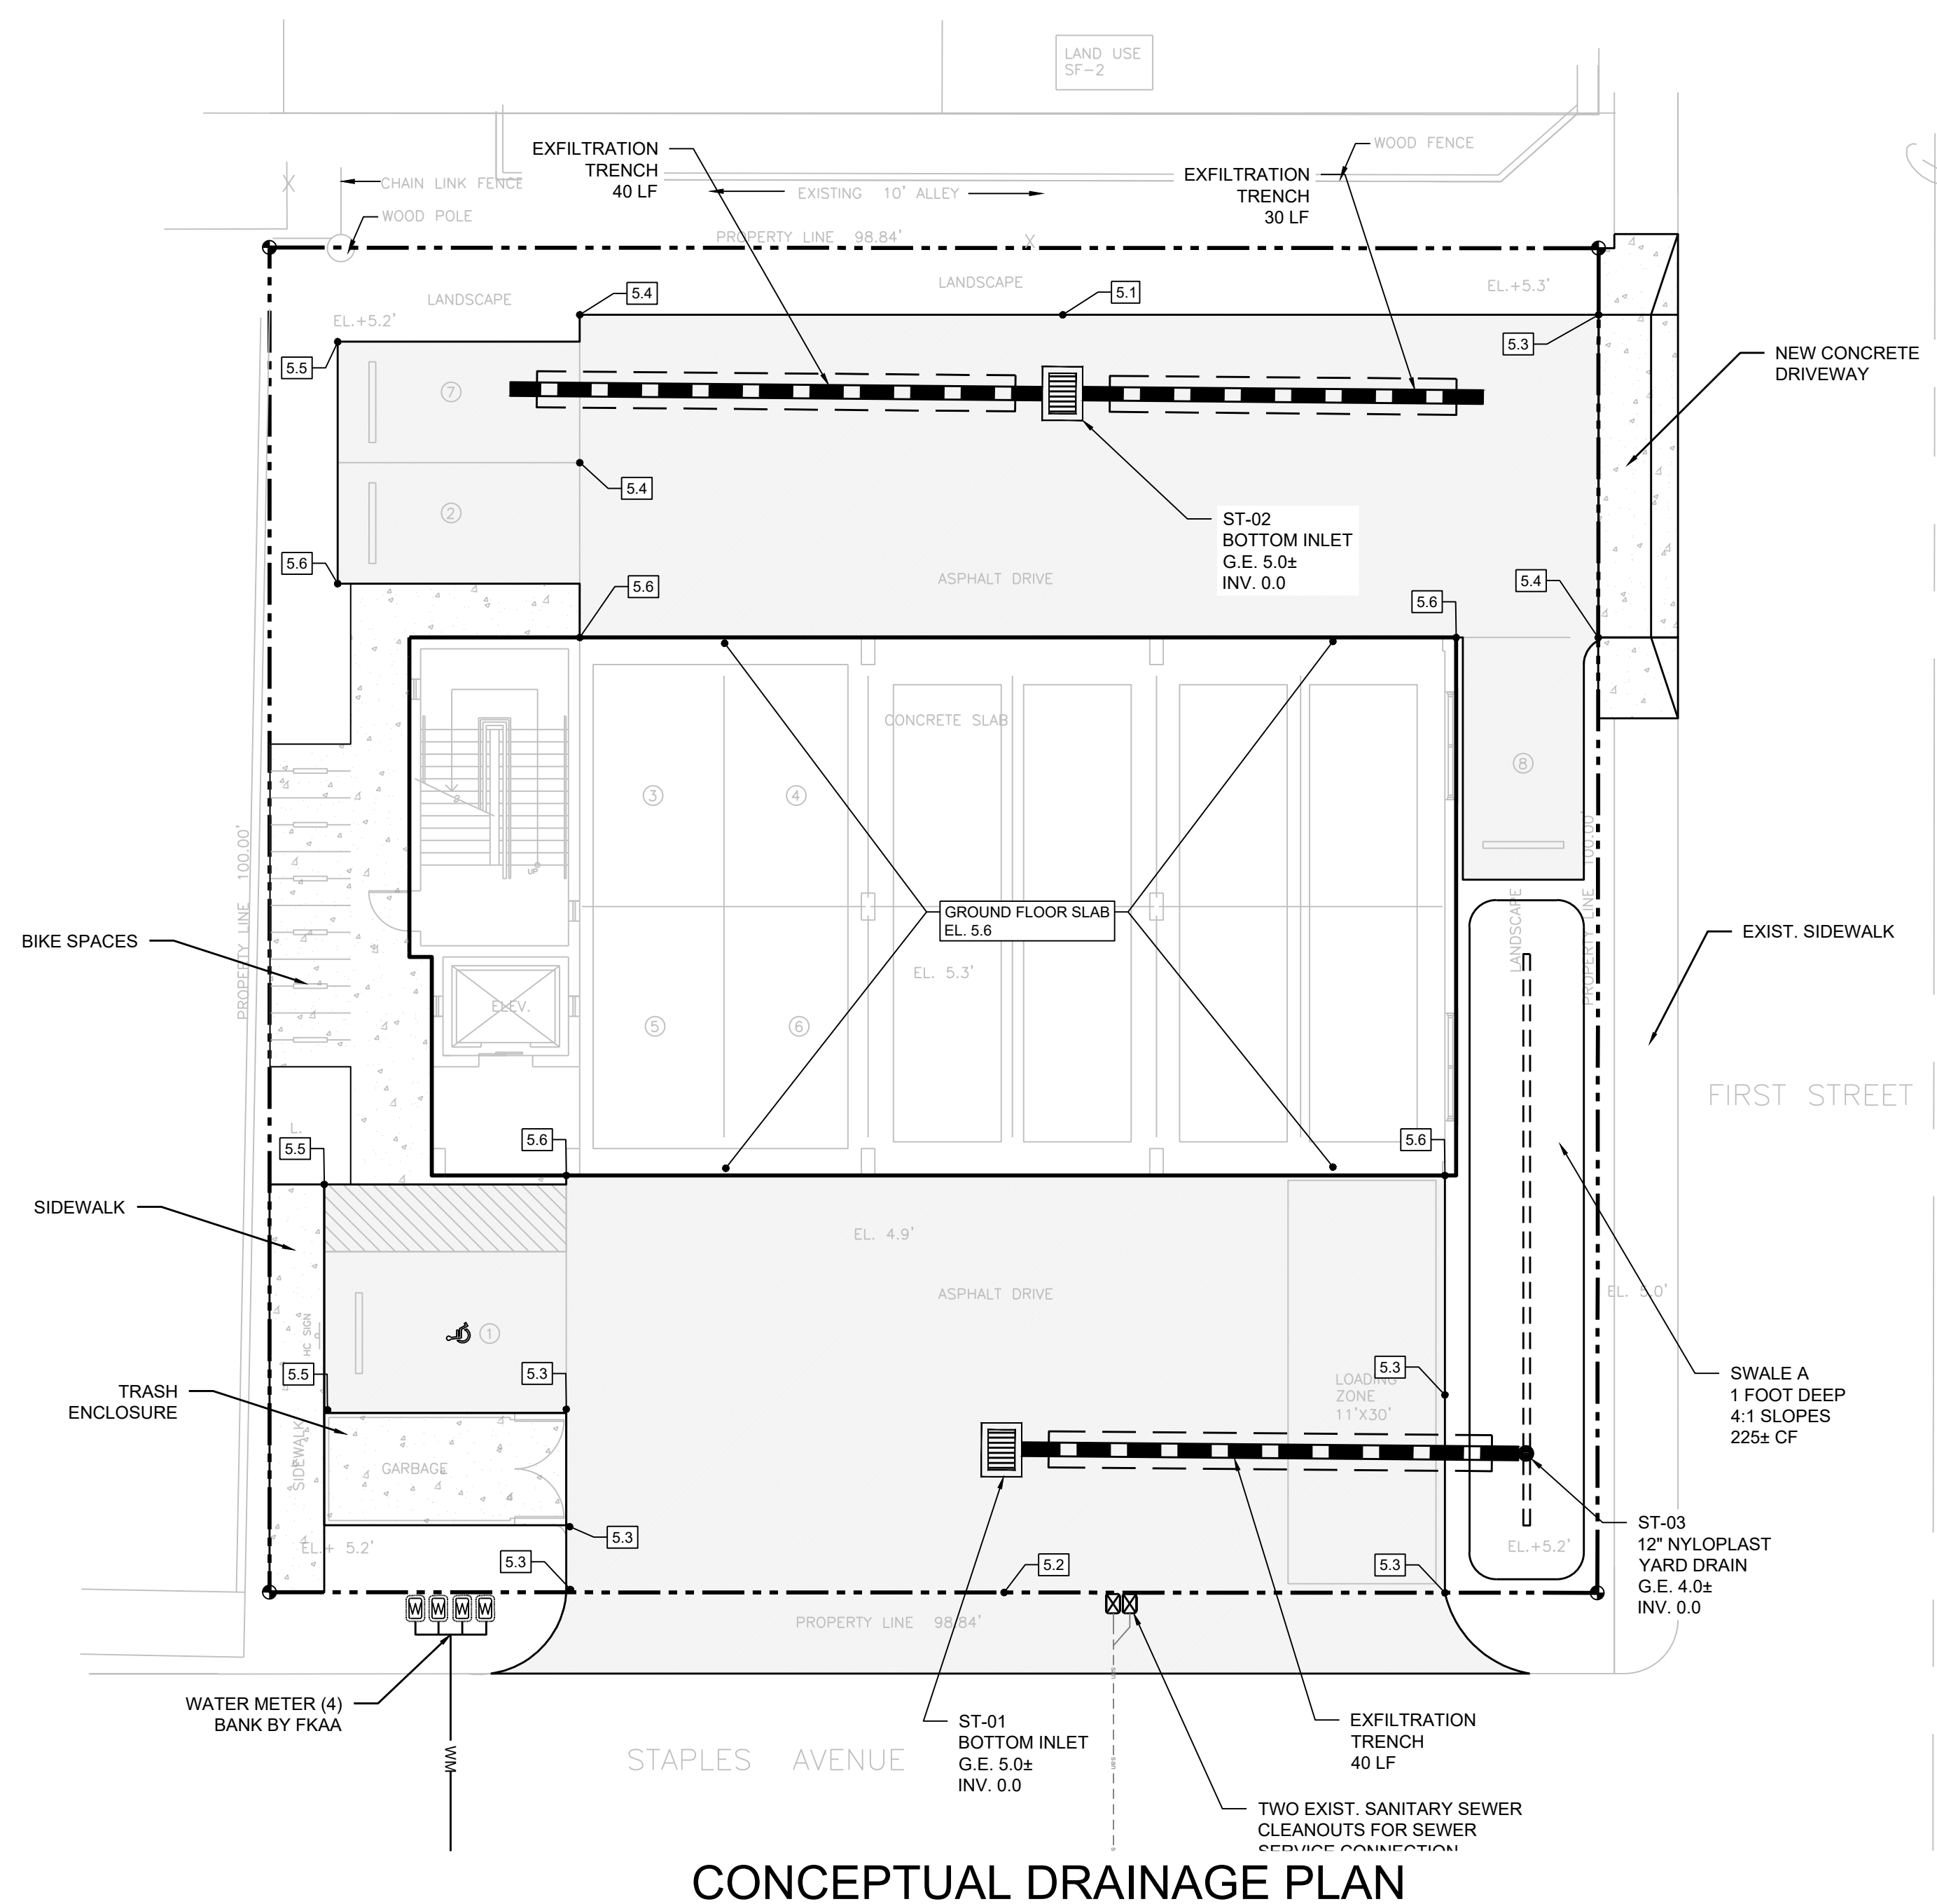 LAND USE
SF-2
EXFILTRATION
TRENCH
40 LF
WOOD FENCE
CHAIN LINK FENCE
EXISTING 10' ALLEY
EXFILTRATION
TRENCH
30 LF
WOOD POLE
X
PROPERTY LINE 98.84'
X
LANDSCAPE
EL.+5.3'
LANDSCAPE
5.4
5.1
EL.+5.2'
5.3
5.5
NEW CONCRETE
DRIVEWAY
7
5.4
2
ST-02
BOTTOM INLET
G.E. 5.0±
INV. 0.0
5.6
5.6
ASPHALT DRIVE
5.4
5.6
CONCRETE SLAB
8
3
4
PROPERTY LINE 100.00'
UP
PROPERTY LINE 100.00'
LANDSCAPE
GROUND FLOOR SLAB
EL. 5.6
BIKE SPACES
EXIST. SIDEWALK
EL. 5.3'
ELEV.
5
6
FIRST STREET
L.
5.5
5.6
5.6
SIDEWALK
EL. 4.9'
EL. 5.0'
ASPHALT DRIVE
HC SIGN
1
5.5
5.3
5.3
LOADING
ZONE
11'X30'
TRASH
ENCLOSURE
SWALE A
1 FOOT DEEP
4:1 SLOPES
225± CF
SIDEWALK
GARBAGE
5.3
EL.+ 5.2'
EL.+5.2'
ST-03
12" NYLOPLAST
YARD DRAIN
G.E. 4.0±
INV. 0.0
5.3
5.2
5.3
W W W W
PROPERTY LINE 98.84'
WATER METER (4)
BANK BY FKAA
WM
STAPLES AVENUE
ST-01
BOTTOM INLET
G.E. 5.0±
INV. 0.0
EXFILTRATION
TRENCH
40 LF
TWO EXIST. SANITARY SEWER
CLEANOUTS FOR SEWER
SERVICE CONNECTION
CONCEPTUAL DRAINAGE PLAN